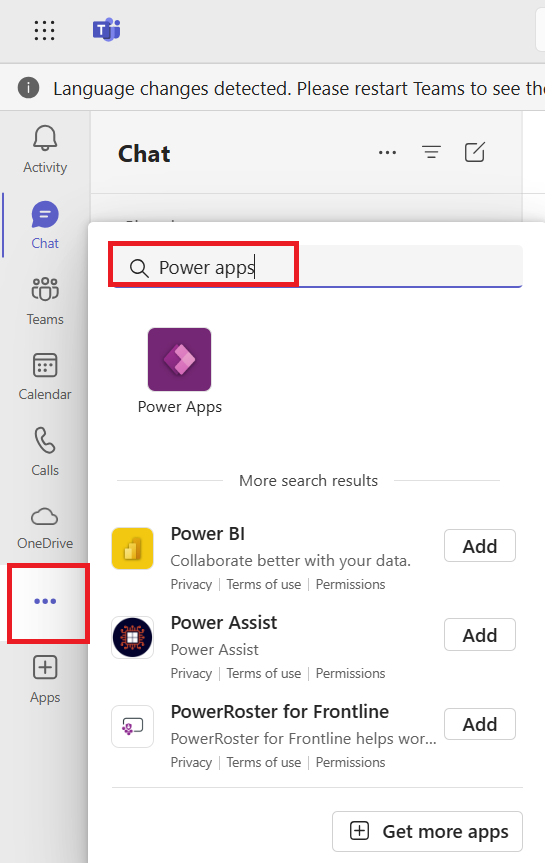 Language changes detected. Please restart Teams to see the
Activity
Chat
Teams
Calendar
Calls
OneDrive
Apps
Chat
Power apps
Power Apps
More search results
Power BI
Collaborate better with your data.
Privacy | Terms of use | Permissions
Add
Power Assist
Power Assist
Privacy | Terms of use | Permissions
Add
PowerRoster for Frontline
PowerRoster for Frontline helps wor...
Privacy | Terms of use | Permissions
Add
Get more apps